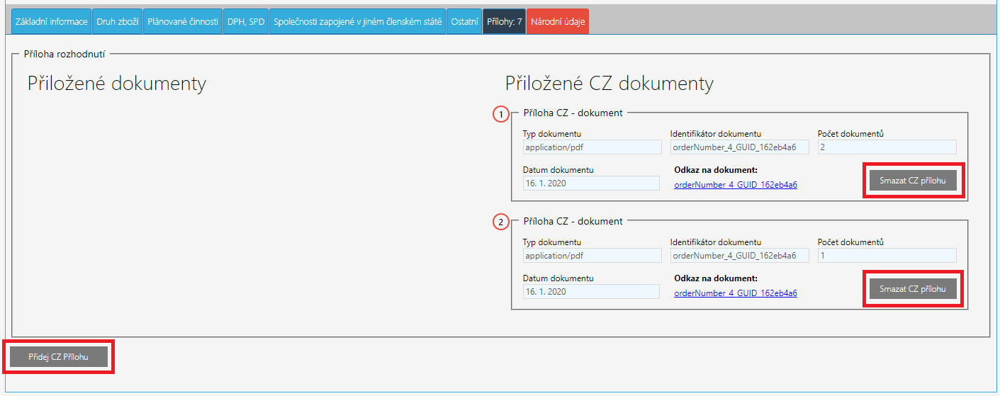 Základní informace Druh zboží Plánované činnosti DPH, SPD Společnosti zapojené v jiném členském státě Ostatní Přílohy: 7 Národní údaje
Příloha rozhodnutí
Přiložené dokumenty
Přiložené CZ dokumenty
1 Příloha CZ - dokument
Typ dokumentu Identifikátor dokumentu Počet dokumentů
application/pdf orderNumber_4_GUID_162eb4a6 2
Datum dokumentu Odkaz na dokument:
16. 1. 2020 orderNumber_4_GUID_162eb4a6 Smazat CZ přílohu
2 Příloha CZ - dokument
Typ dokumentu Identifikátor dokumentu Počet dokumentů
application/pdf orderNumber_4_GUID_162eb4a6 1
Datum dokumentu Odkaz na dokument:
16. 1. 2020 orderNumber_4_GUID_162eb4a6 Smazat CZ přílohu
Přidej CZ Přílohu